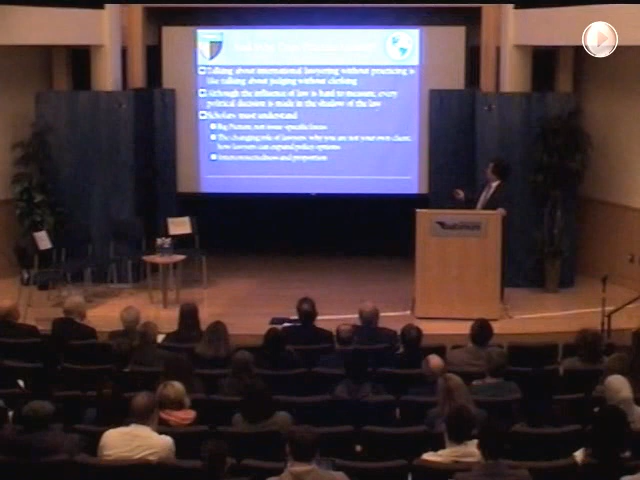 Talking about international lawyering without practicing is
like talking about judging without clerking
Although the influence of law is hard to measure, every
political decision is made in the shadow of the law
Scholars must understand
Big Picture, not issue-specific focus
The changing role of lawyers: why you are not your own client,
how lawyers can expand policy options
Interconnectedness and proportion